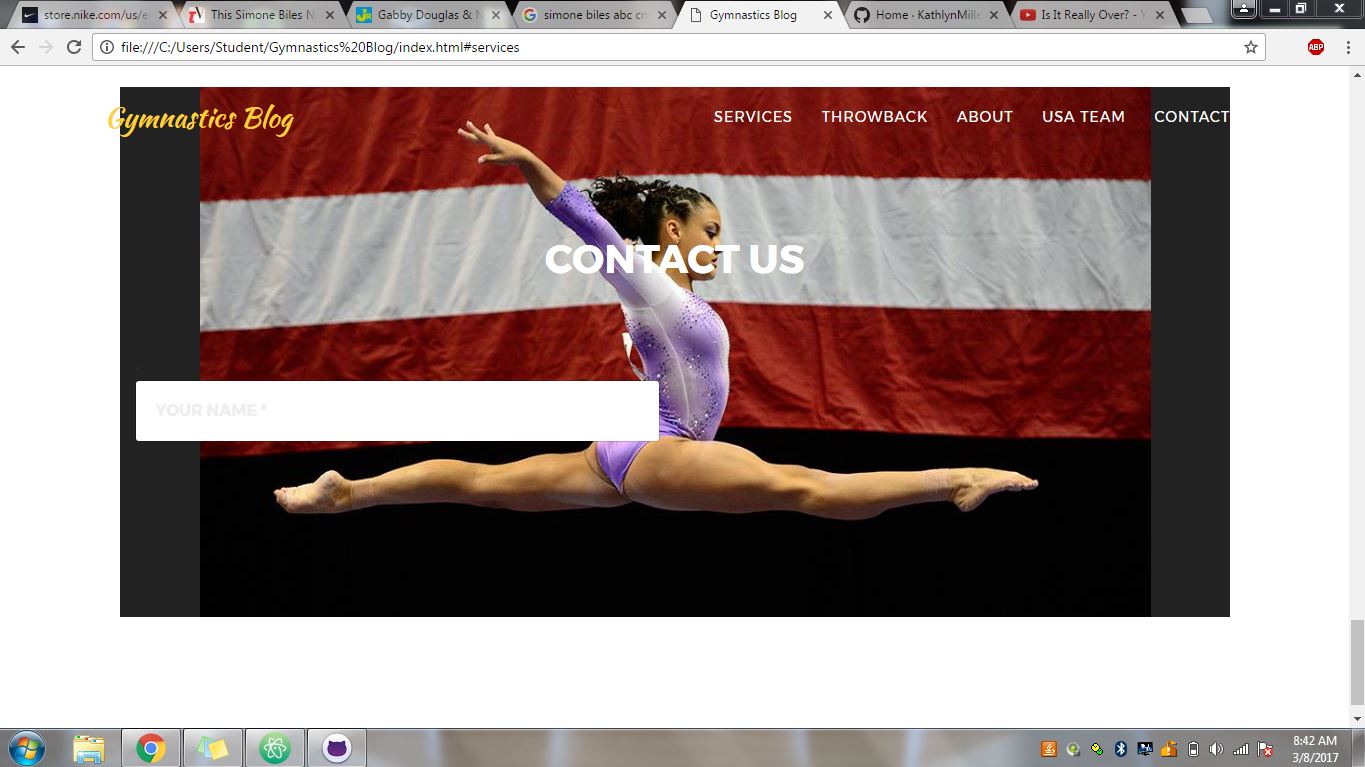 store.nike.com/us/e
This Simone Biles N
Gabby Douglas & N
simone biles abc cm
Gymnastics Blog
Home · KathlynMille
Is It Really Over? - Y
file:///C:/Users/Student/Gymnastics%20Blog/index.html#services
ABP
Gymnastics Blog
SERVICES
THROWBACK
ABOUT
USA TEAM
CONTACT
CONTACT US
YOUR NAME *
8:42 AM
3/8/2017